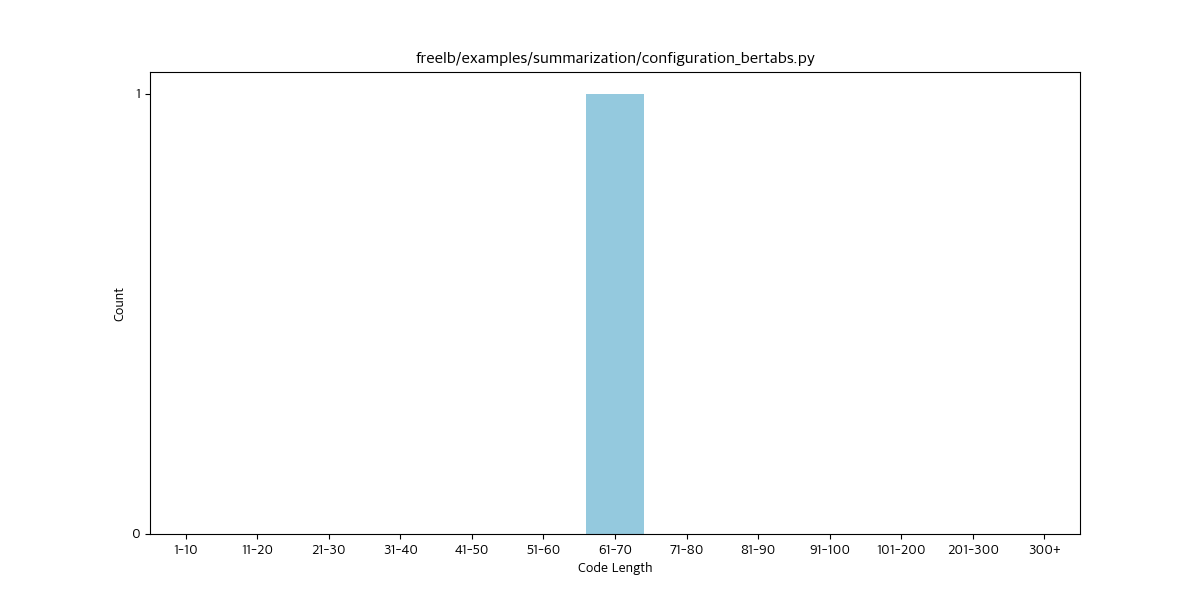 freelb/examples/summarization/configuration_bertabs.py
1
Count
0
1-10 11-20 21-30 31-40 41-50 51-60 61-70 71-80 81-90 91-100 101-200 201-300 300+
Code Length